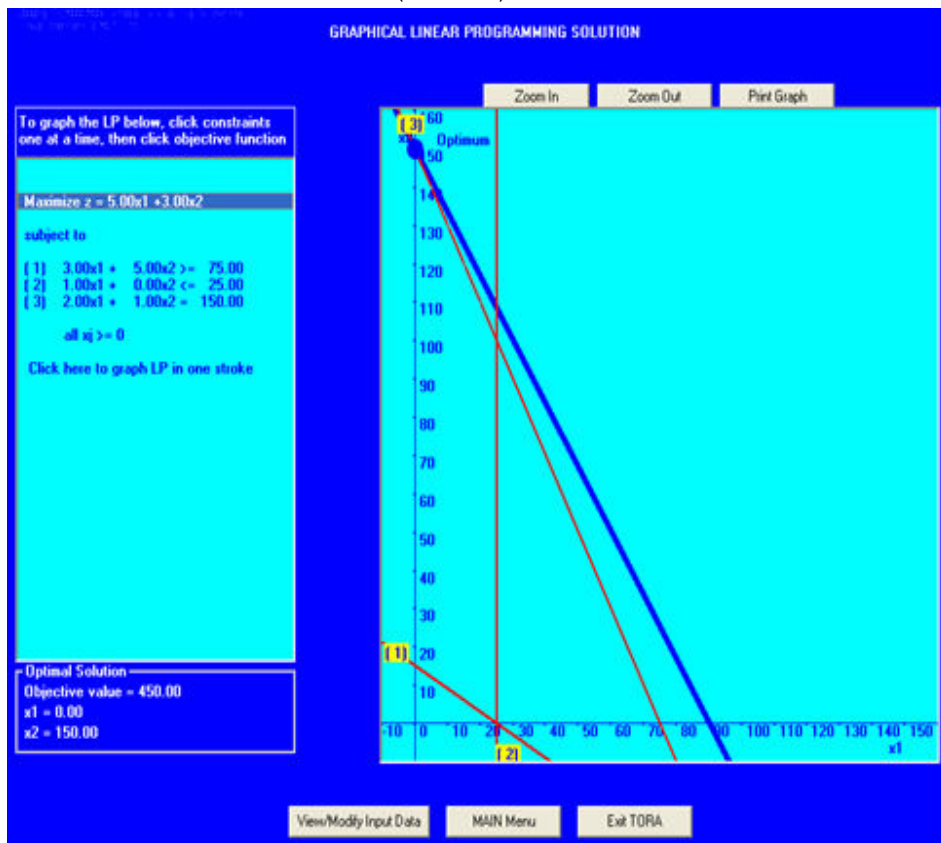 GRAPHICAL LINEAR PROGRAMMING SOLUTION
Zoom In Zoom Out Print Graph
To graph the LP below, click constraints
one at a time, then click objective function
Maximize z = 5.00x1 +3.00x2
subject to
( 1) 3.00x1 + 5.00x2 >= 75.00
( 2) 1.00x1 + 0.00x2 <= 25.00
( 3) 2.00x1 + 1.00x2 = 150.00
all xj >= 0
Click here to graph LP in one stroke
Optimal Solution
Objective value = 450.00
x1 = 0.00
x2 = 150.00
( 3) 60
Optimum
50
140
130
120
110
100
90
80
70
60
50
40
30
( 1) 20
10
-10 0 10 20 30 40 50 60 70 80 90 100 110 120 130 140 150
x1
( 2)
View/Modify Input Data MAIN Menu Exit TORA